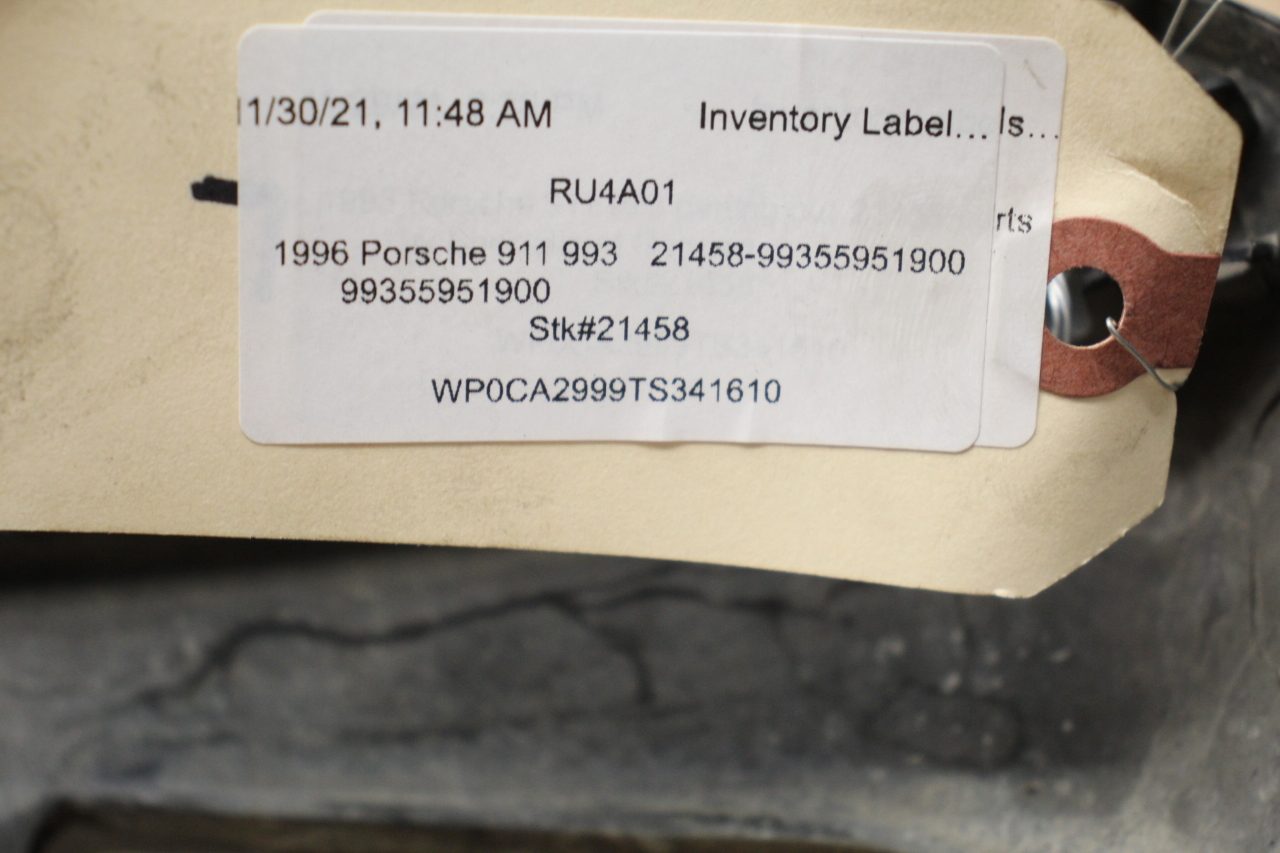 11/30/21, 11:48 AM Inventory Label... ls...
RU4A01
rts
1996 Porsche 911 993 21458-99355951900
99355951900
Stk#21458
WP0CA2999TS341610